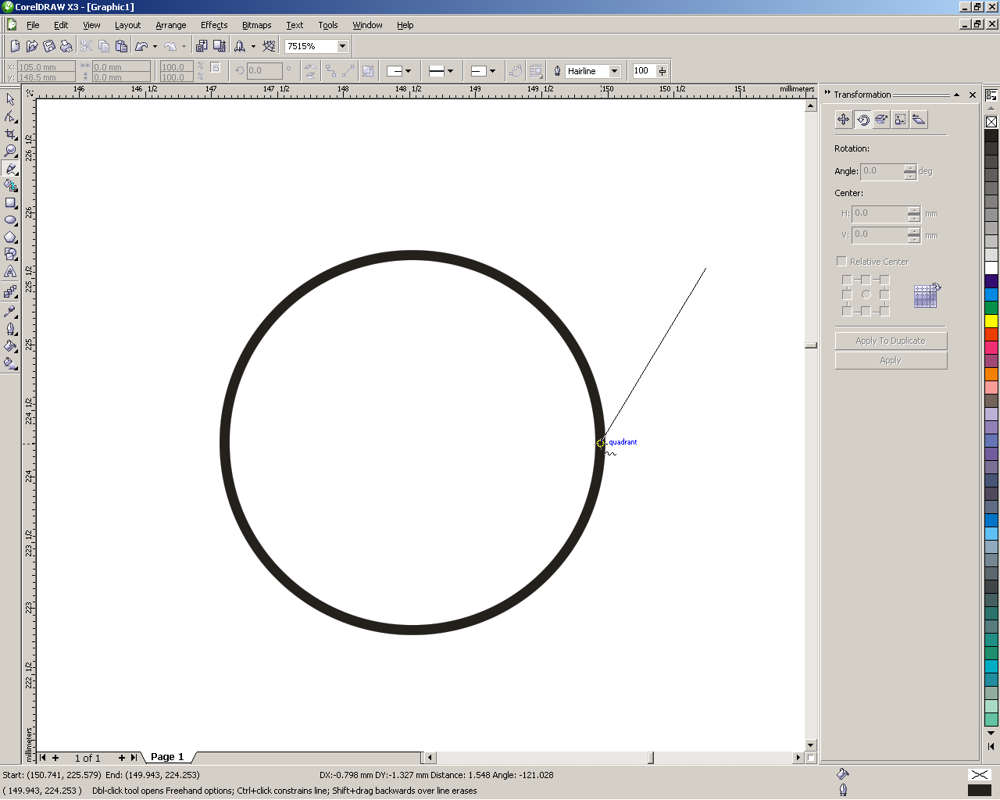 CorelDRAW X3 - [Graphic1]
File Edit View Layout Arrange Effects Bitmaps Text Tools Window Help
7515%
x: 105.0 mm 0.0 mm 100.0 % 0.0 ° Hairline 100
y: 148.5 mm 0.0 mm 100.0 %
146 146 1/2 147 147 1/2 148 148 1/2 149 149 1/2 150 150 1/2 151 millimeters
226 1/2
226
225 1/2
225
224 1/2
224
223 1/2
223
222 1/2
millimeters
quadrant
Transformation
Rotation:
Angle: 0.0 deg
Center:
H: 0.0 mm
V: 0.0 mm
Relative Center
Apply To Duplicate
Apply
1 of 1 Page 1
Start: (150.741, 225.579) End: (149.943, 224.253) DX:-0.798 mm DY:-1.327 mm Distance: 1.548 Angle: -121.028
( 149.943, 224.253 ) Dbl-click tool opens Freehand options; Ctrl+click constrains line; Shift+drag backwards over line erases